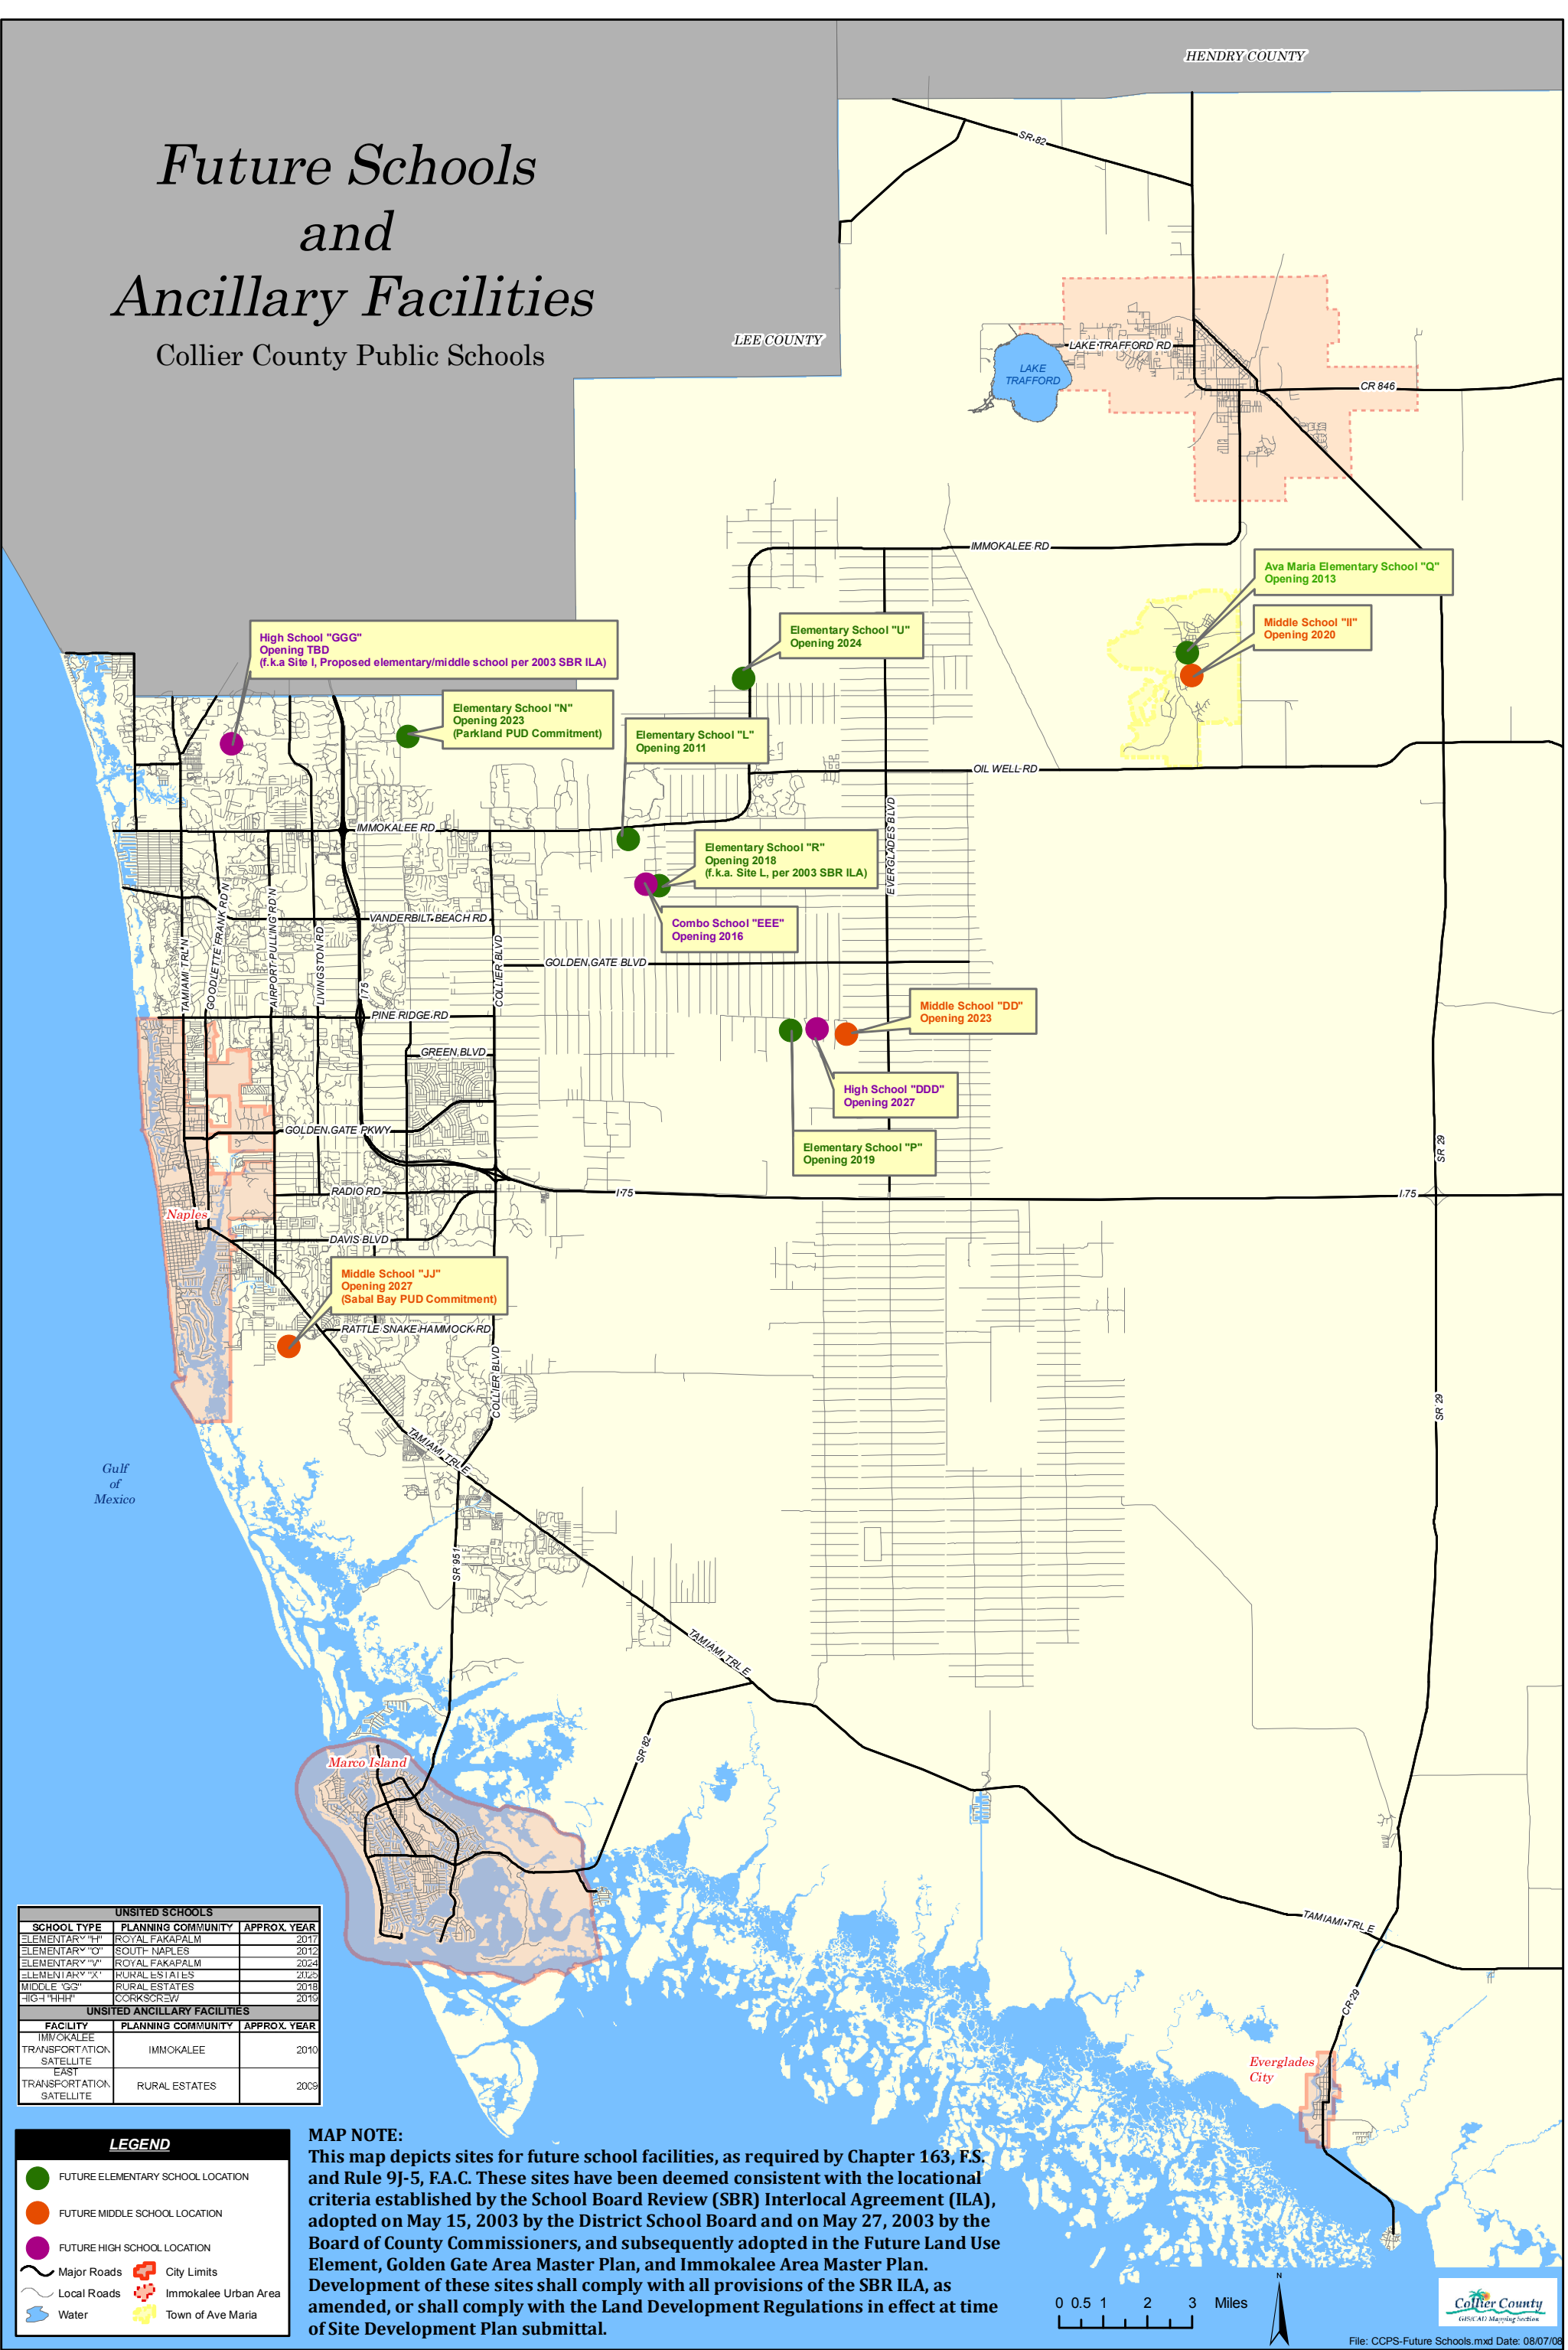 HENDRY COUNTY
Future Schools
and
Ancillary Facilities
Collier County Public Schools
LEE COUNTY
SR 82
LAKE TRAFFORD RD
LAKE
TRAFFORD
CR 846
IMMOKALEE RD
Ava Maria Elementary School "Q"
Opening 2013
Middle School "II"
Opening 2020
Elementary School "U"
Opening 2024
High School "GGG"
Opening TBD
(f.k.a Site I, Proposed elementary/middle school per 2003 SBR ILA)
Elementary School "N"
Opening 2023
(Parkland PUD Commitment)
Elementary School "L"
Opening 2011
OIL WELL RD
IMMOKALEE RD
EVERGLADES BLVD
Elementary School "R"
Opening 2018
(f.k.a. Site L, per 2003 SBR ILA)
Combo School "EEE"
Opening 2016
VANDERBILT BEACH RD
TAMIAMI TRL N
GOODLETTE FRANK RD N
AIRPORT PULLING RD N
LIVINGSTON RD
I-75
COLLIER BLVD
GOLDEN GATE BLVD
PINE RIDGE RD
GREEN BLVD
Middle School "DD"
Opening 2023
High School "DDD"
Opening 2027
Elementary School "P"
Opening 2019
GOLDEN GATE PKWY
SR 29
RADIO RD
I-75
I-75
Naples
DAVIS BLVD
Middle School "JJ"
Opening 2027
(Sabal Bay PUD Commitment)
RATTLE SNAKE HAMMOCK RD
COLLIER BLVD
SR 29
TAMIAMI TRL E
Gulf
of
Mexico
SR 951
TAMIAMI TRL E
SR 82
Marco Island
TAMIAMI TRL E
CR 29
Everglades
City
UNSITED SCHOOLS
SCHOOL TYPE PLANNING COMMUNITY APPROX. YEAR
ELEMENTARY "H" ROYAL FAKAPALM 2017
ELEMENTARY "O" SOUTH NAPLES 2012
ELEMENTARY "V" ROYAL FAKAPALM 2024
ELEMENTARY "X" RURAL ESTATES 2025
MIDDLE "GG" RURAL ESTATES 2018
HIGH "HHH" CORKSCREW 2019
UNSITED ANCILLARY FACILITIES
FACILITY PLANNING COMMUNITY APPROX. YEAR
IMMOKALEE
TRANSPORTATION
SATELLITE
IMMOKALEE 2010
EAST
TRANSPORTATION
SATELLITE
RURAL ESTATES 2009
LEGEND
FUTURE ELEMENTARY SCHOOL LOCATION
FUTURE MIDDLE SCHOOL LOCATION
FUTURE HIGH SCHOOL LOCATION
Major Roads City Limits
Local Roads Immokalee Urban Area
Water Town of Ave Maria
MAP NOTE:
This map depicts sites for future school facilities, as required by Chapter 163, F.S.
and Rule 9J-5, F.A.C. These sites have been deemed consistent with the locational
criteria established by the School Board Review (SBR) Interlocal Agreement (ILA),
adopted on May 15, 2003 by the District School Board and on May 27, 2003 by the
Board of County Commissioners, and subsequently adopted in the Future Land Use
Element, Golden Gate Area Master Plan, and Immokalee Area Master Plan.
Development of these sites shall comply with all provisions of the SBR ILA, as
amended, or shall comply with the Land Development Regulations in effect at time
of Site Development Plan submittal.
N
0 0.5 1 2 3 Miles
Collier County
GIS/CAD Mapping Section
File: CCPS-Future Schools.mxd Date: 08/07/08